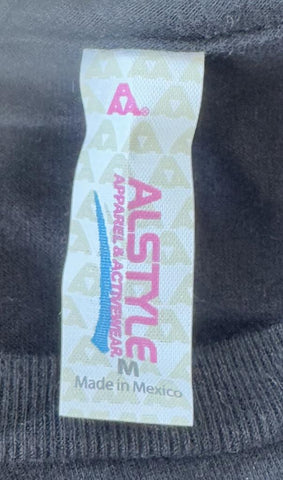 AAA®
ALSTYLE
APPAREL & ACTIVEWEAR
M
Made in Mexico